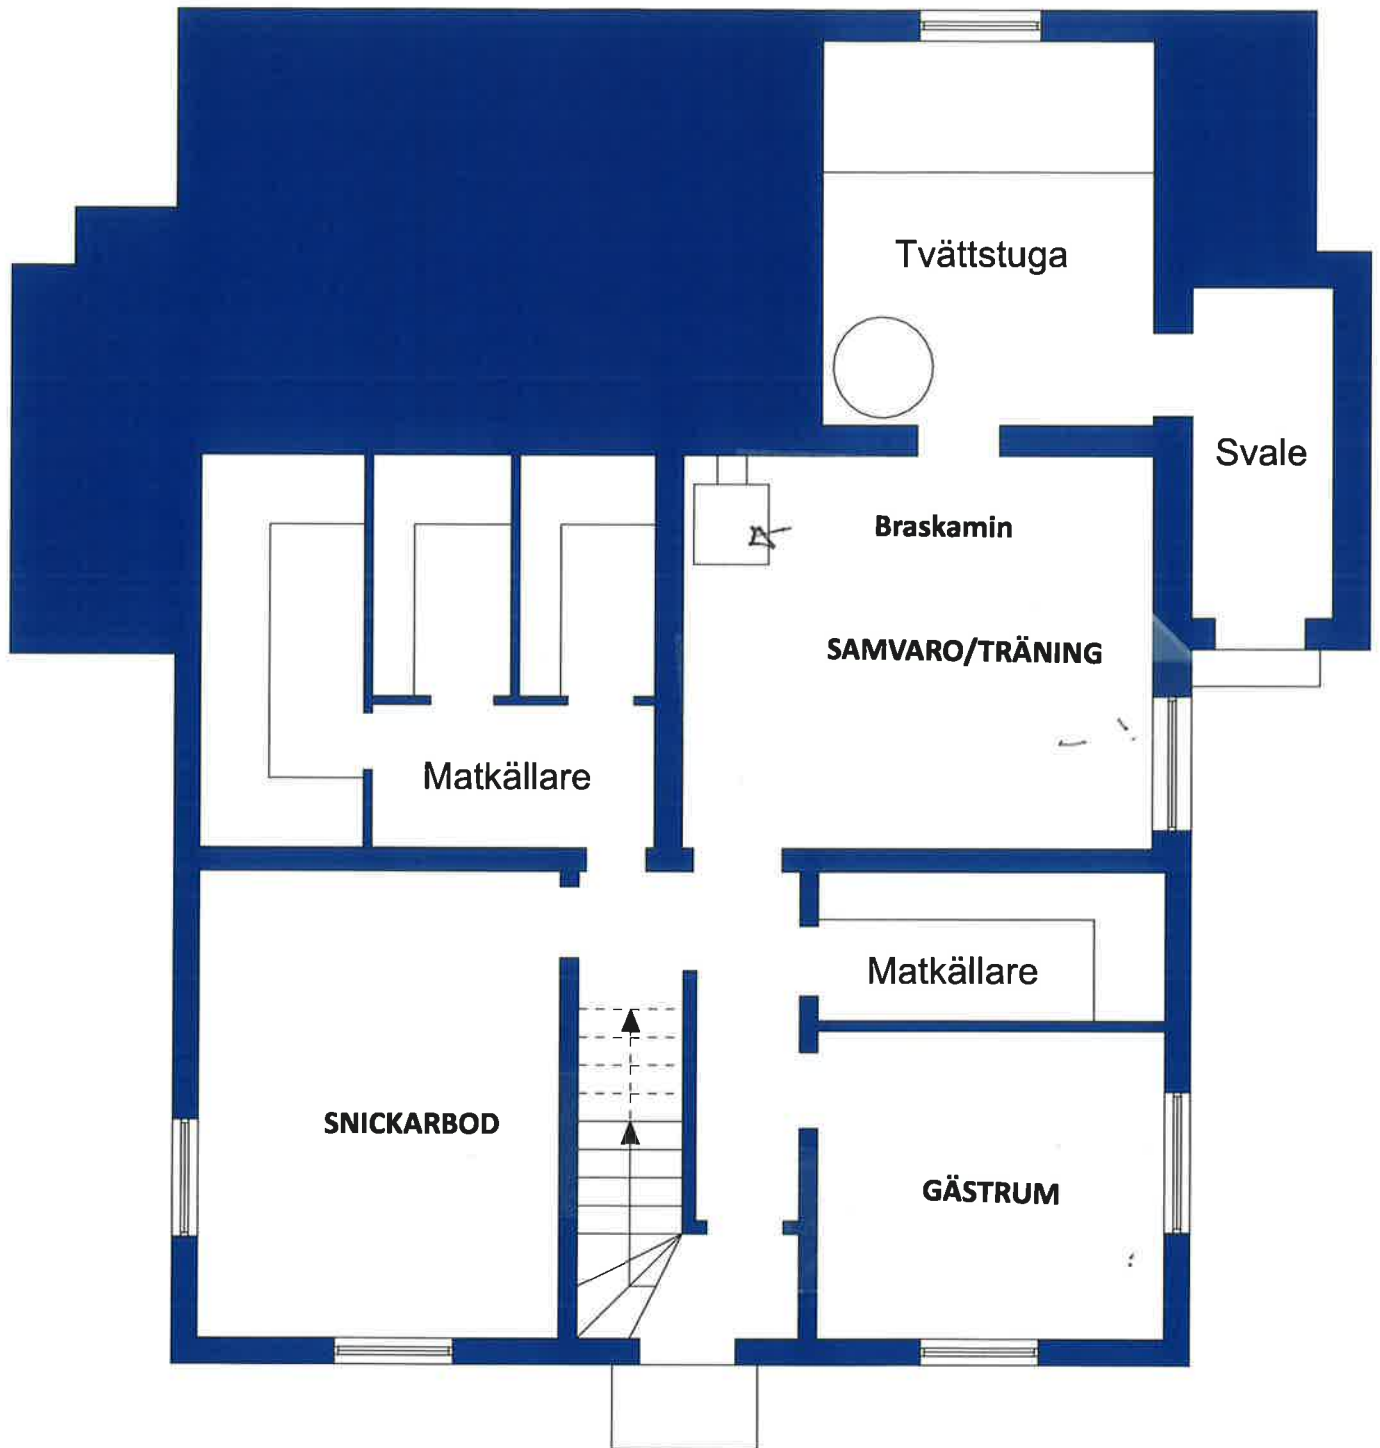 Tvättstuga
Svale
Braskamin
SAMVARO/TRÄNING
Matkällare
Matkällare
SNICKARBOD
GÄSTRUM